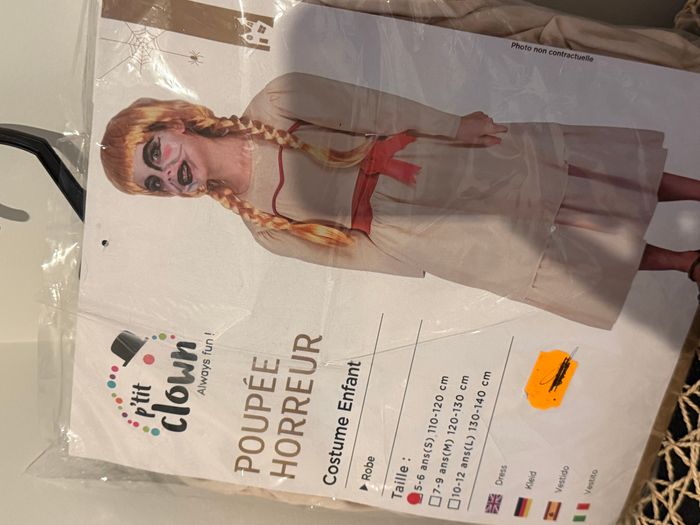 Photo non contractuelle
p'tit
clown
Always fun !
POUPÉE
HORREUR
Costume Enfant
Robe
Taille :
5-6 ans(S) 110-120 cm
7-9 ans(M) 120-130 cm
10-12 ans(L) 130-140 cm
Dress
Kleid
Vestido
Vestito